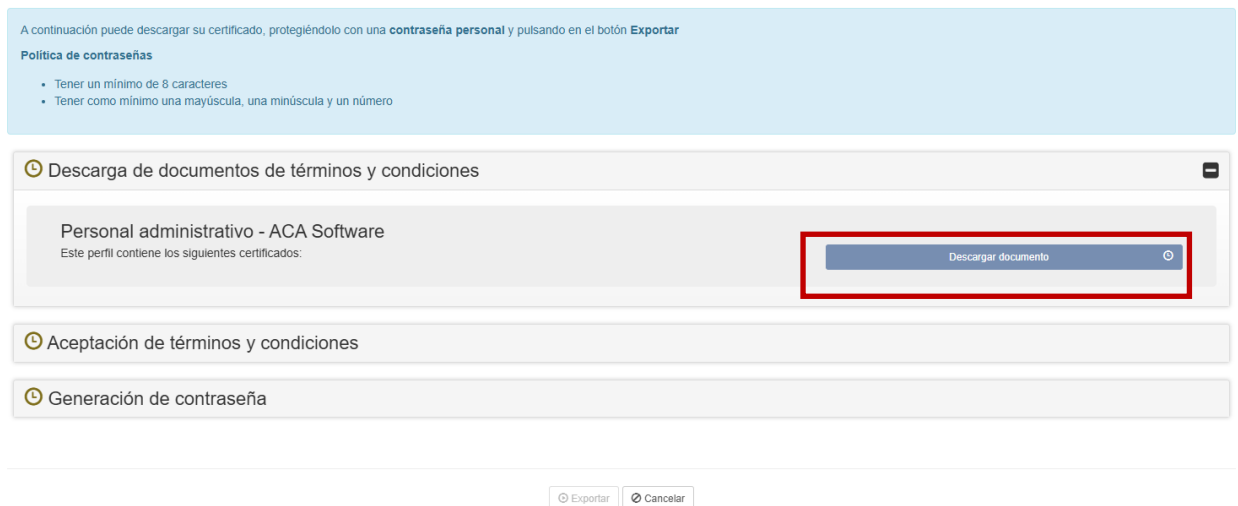 A continuación puede descargar su certificado, protegiéndolo con una contraseña personal y pulsando en el botón Exportar
Política de contraseñas
• Tener un mínimo de 8 caracteres
• Tener como mínimo una mayúscula, una minúscula y un número
Descarga de documentos de términos y condiciones
Personal administrativo - ACA Software
Este perfil contiene los siguientes certificados:
Descargar documento
Aceptación de términos y condiciones
Generación de contraseña
Exportar Cancelar